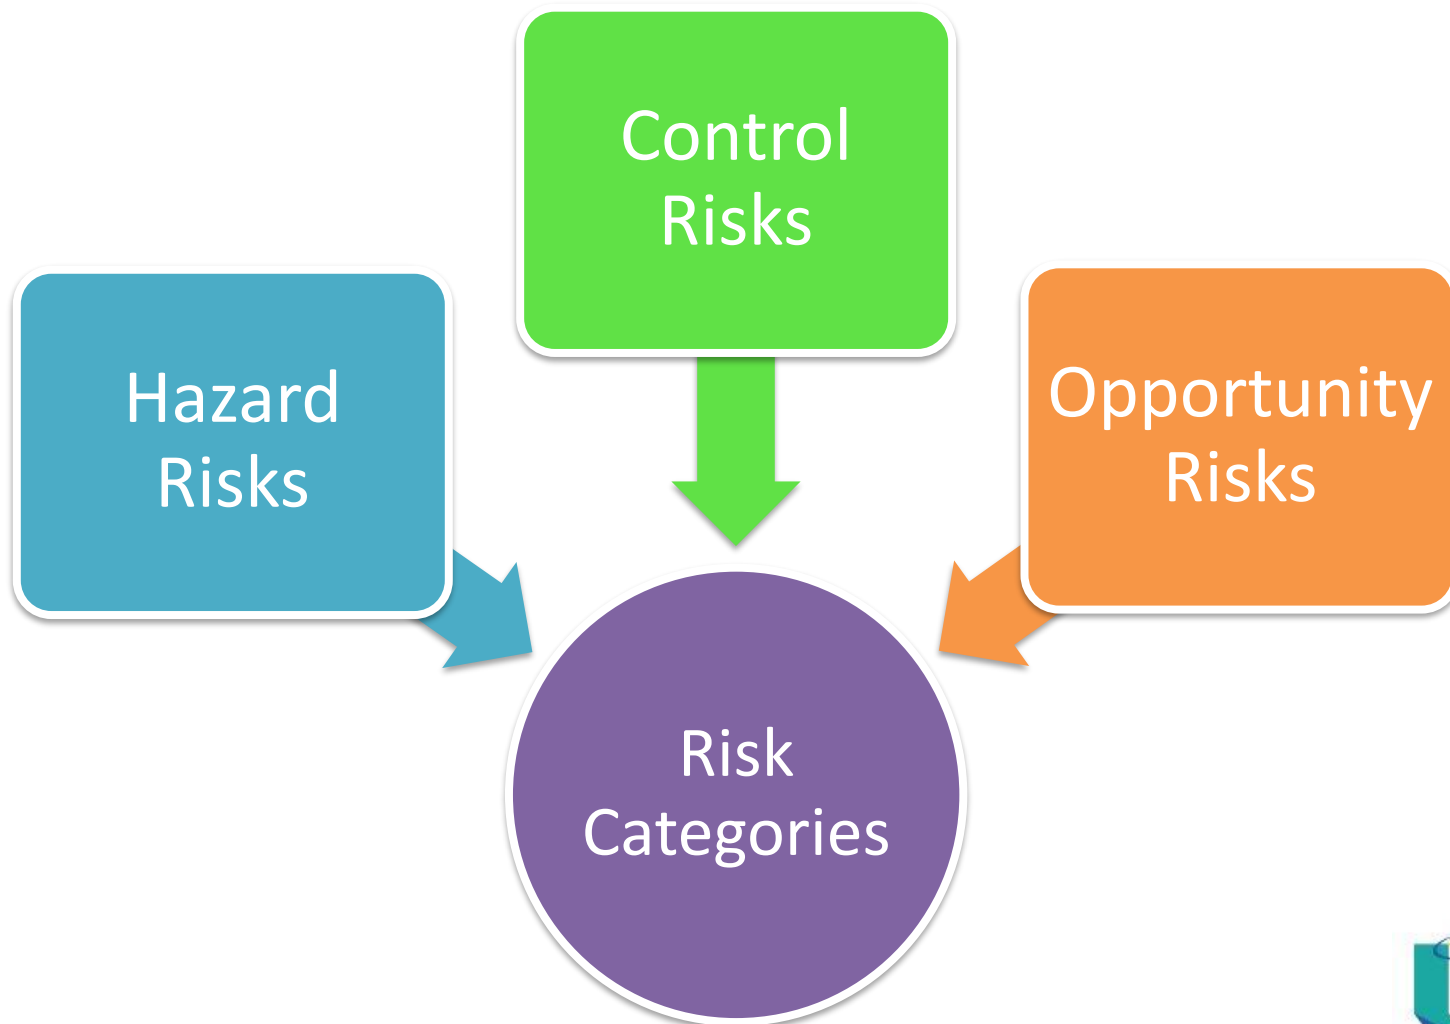 Control
Risks
Hazard
Risks
Opportunity
Risks
Risk
Categories